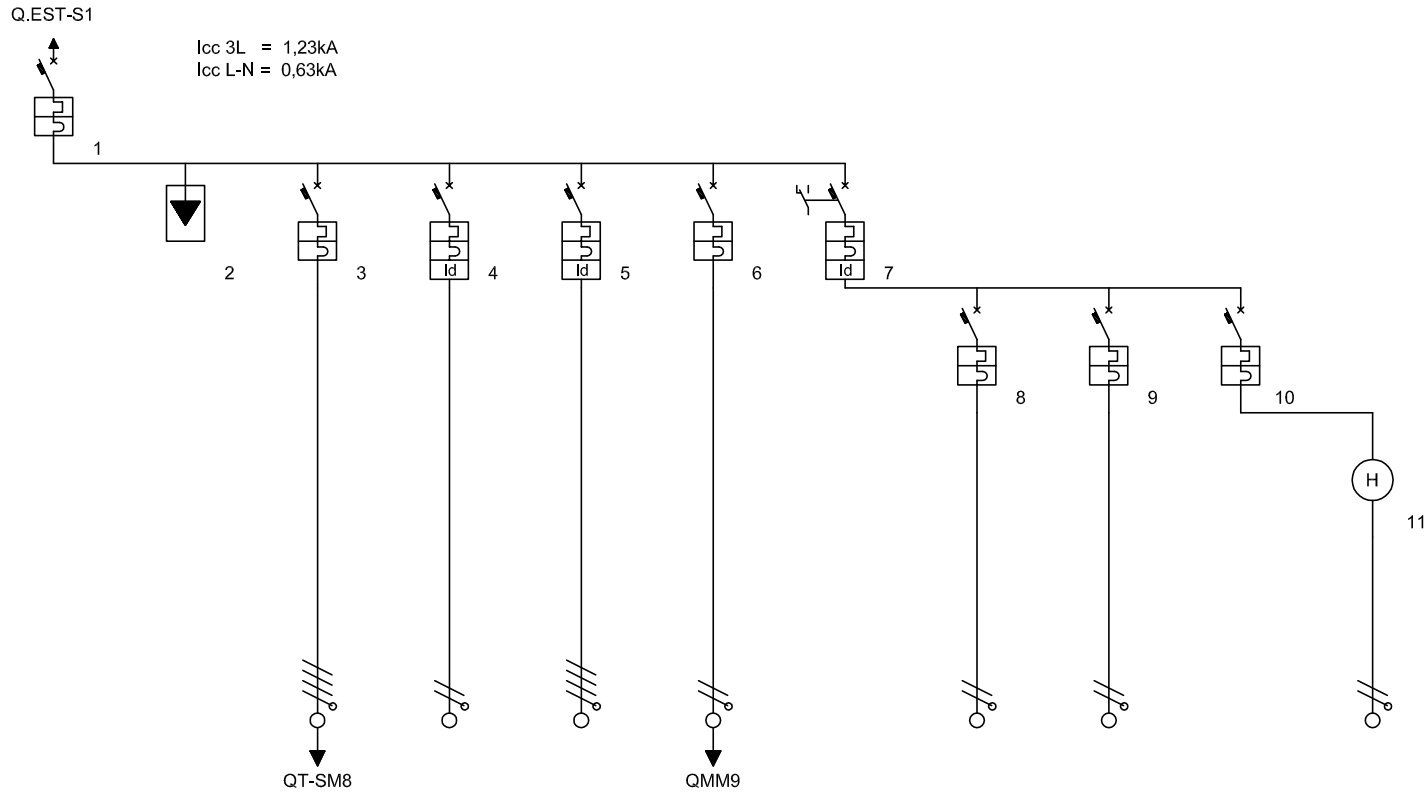 Q.EST-S1
Icc 3L = 1,23kA
Icc L-N = 0,63kA
1
2
3
Id 4
Id 5
6
Id 7
8
9
10
H
11
QT-SM8
QMM9